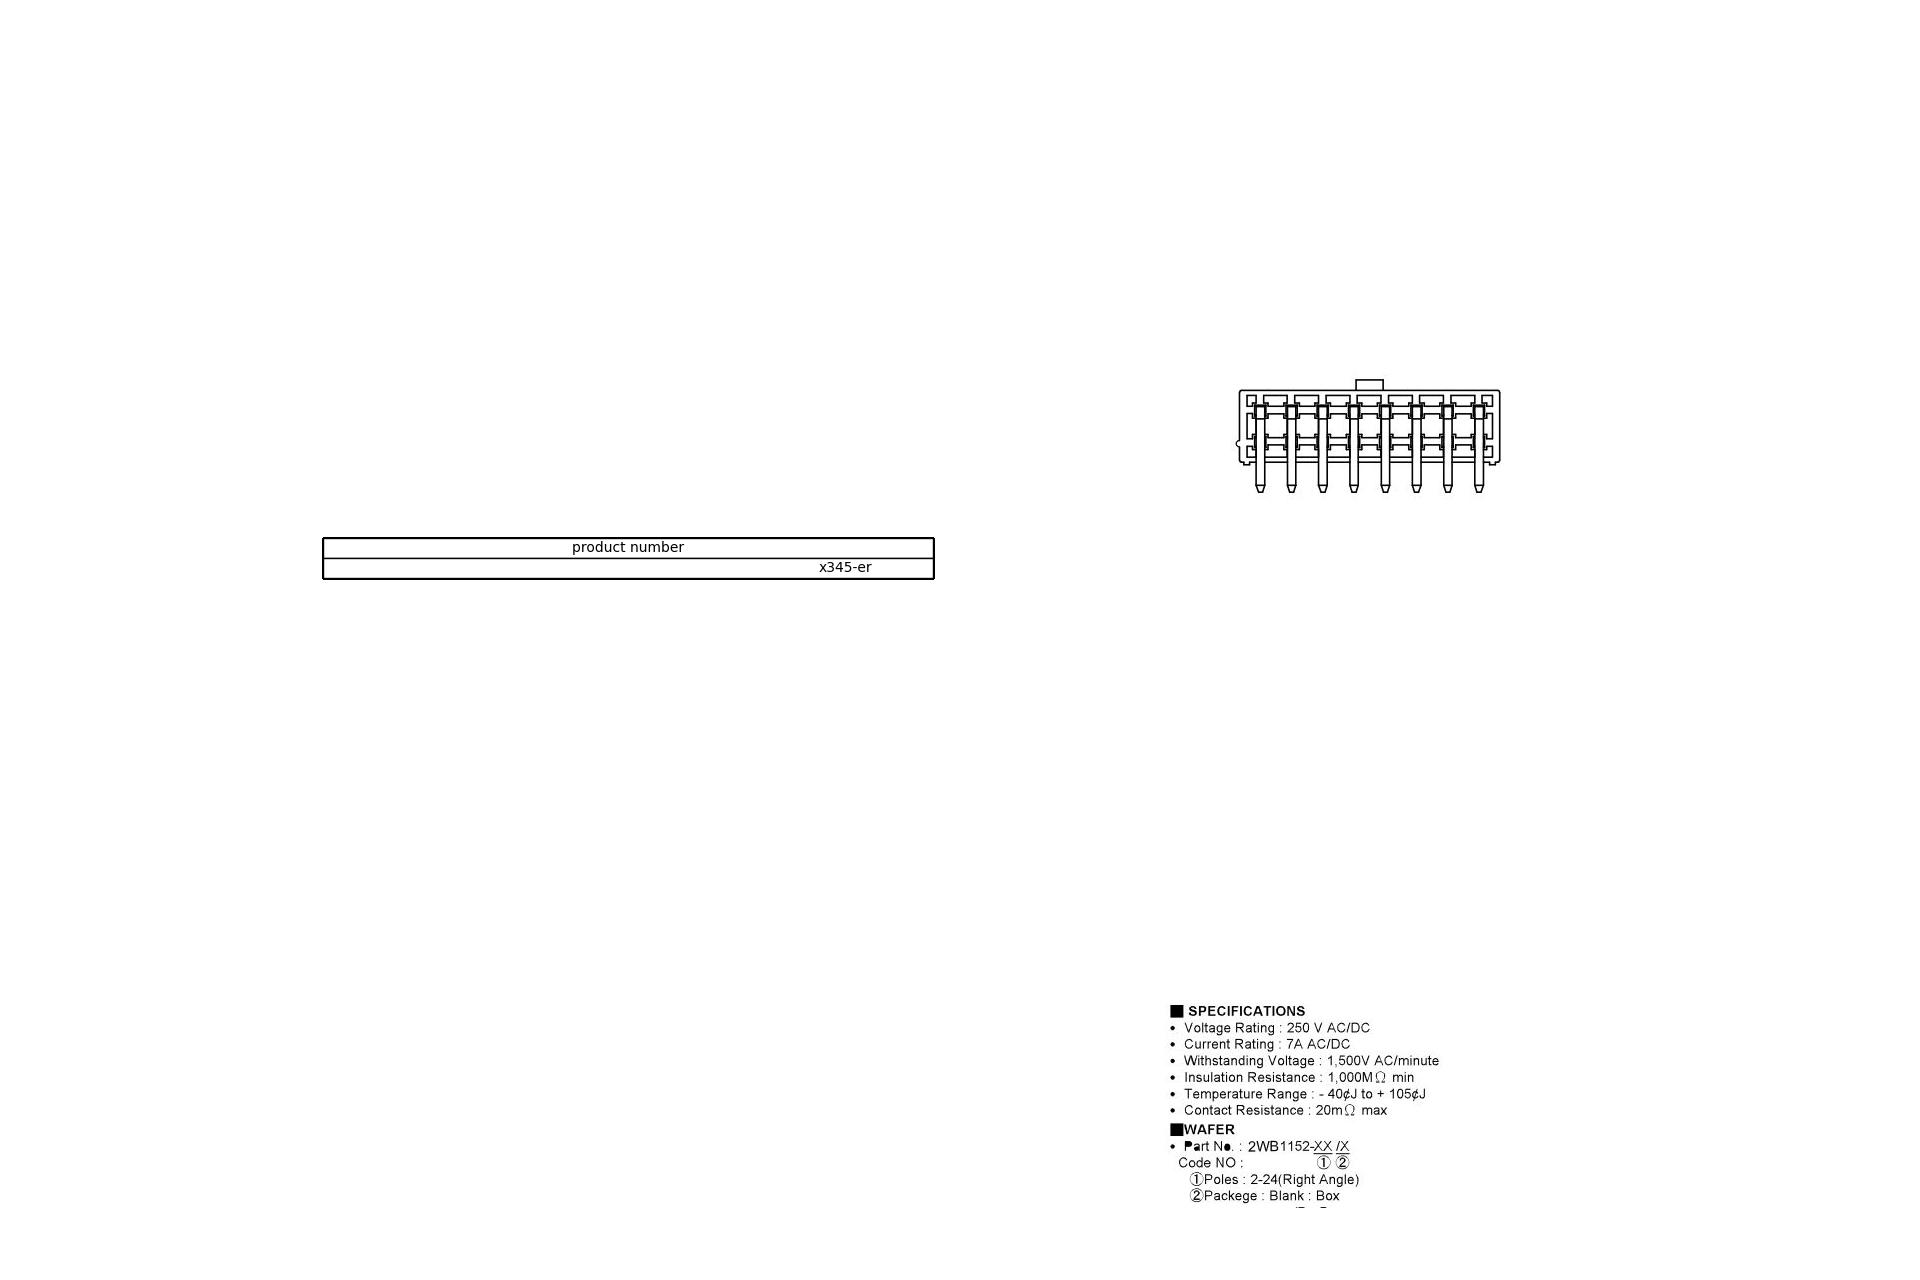 product number
x345-er
■ SPECIFICATIONS
• Voltage Rating : 250 V AC/DC
• Current Rating : 7A AC/DC
• Withstanding Voltage : 1,500V AC/minute
• Insulation Resistance : 1,000MΩ min
• Temperature Range : - 40¢J to + 105¢J
• Contact Resistance : 20mΩ max
■WAFER
• Part No. : 2WB1152-XX /X
Code NO : ① ②
①Poles : 2-24(Right Angle)
②Packege : Blank : Box